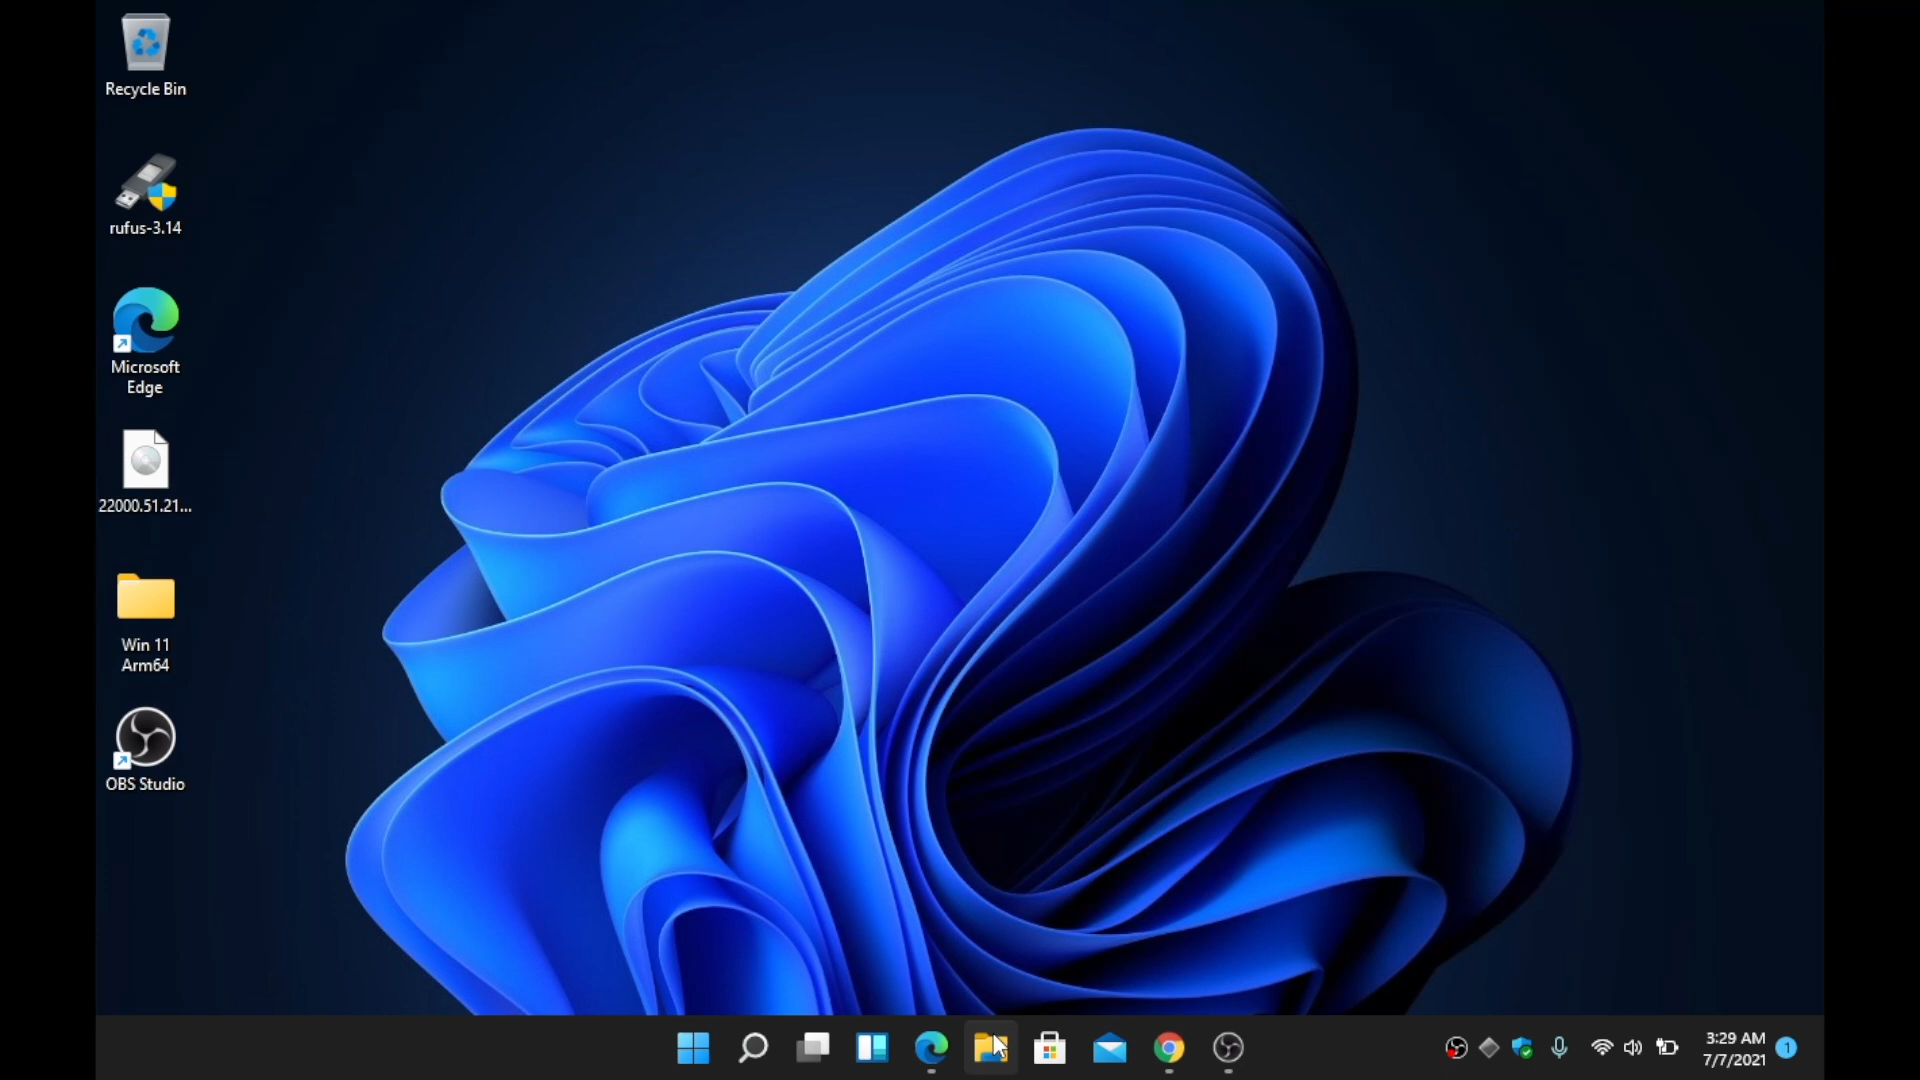 Recycle Bin
rufus-3.14
Microsoft
Edge
22000.51.21...
Win 11
Arm64
OBS Studio
3:29 AM
7/7/2021
1